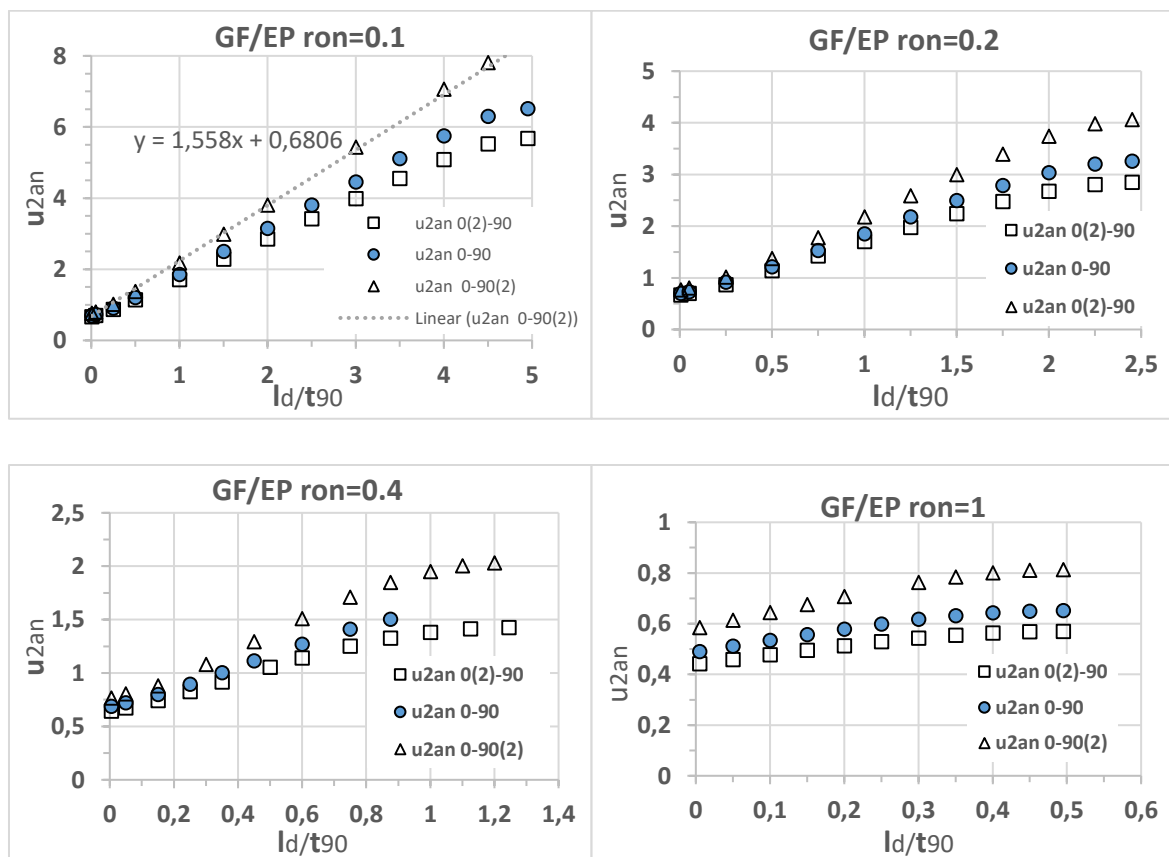 GF/EP ron=0.1
8
6
4
2
0
u2an
y = 1,558x + 0,6806
u2an 0(2)-90
u2an 0-90
u2an 0-90(2)
Linear (u2an 0-90(2))
0 1 2 3 4 5
ld/t90
GF/EP ron=0.2
5
4
3
2
1
0
u2an
u2an 0(2)-90
u2an 0-90
u2an 0(2)-90
0 0,5 1 1,5 2 2,5
ld/t90
GF/EP ron=0.4
2,5
2
1,5
1
0,5
0
u2an
u2an 0(2)-90
u2an 0-90
u2an 0-90(2)
0 0,2 0,4 0,6 0,8 1 1,2 1,4
ld/t90
GF/EP ron=1
1
0,8
0,6
0,4
0,2
0
u2an
u2an 0(2)-90
u2an 0-90
u2an 0-90(2)
0 0,1 0,2 0,3 0,4 0,5 0,6
ld/t90